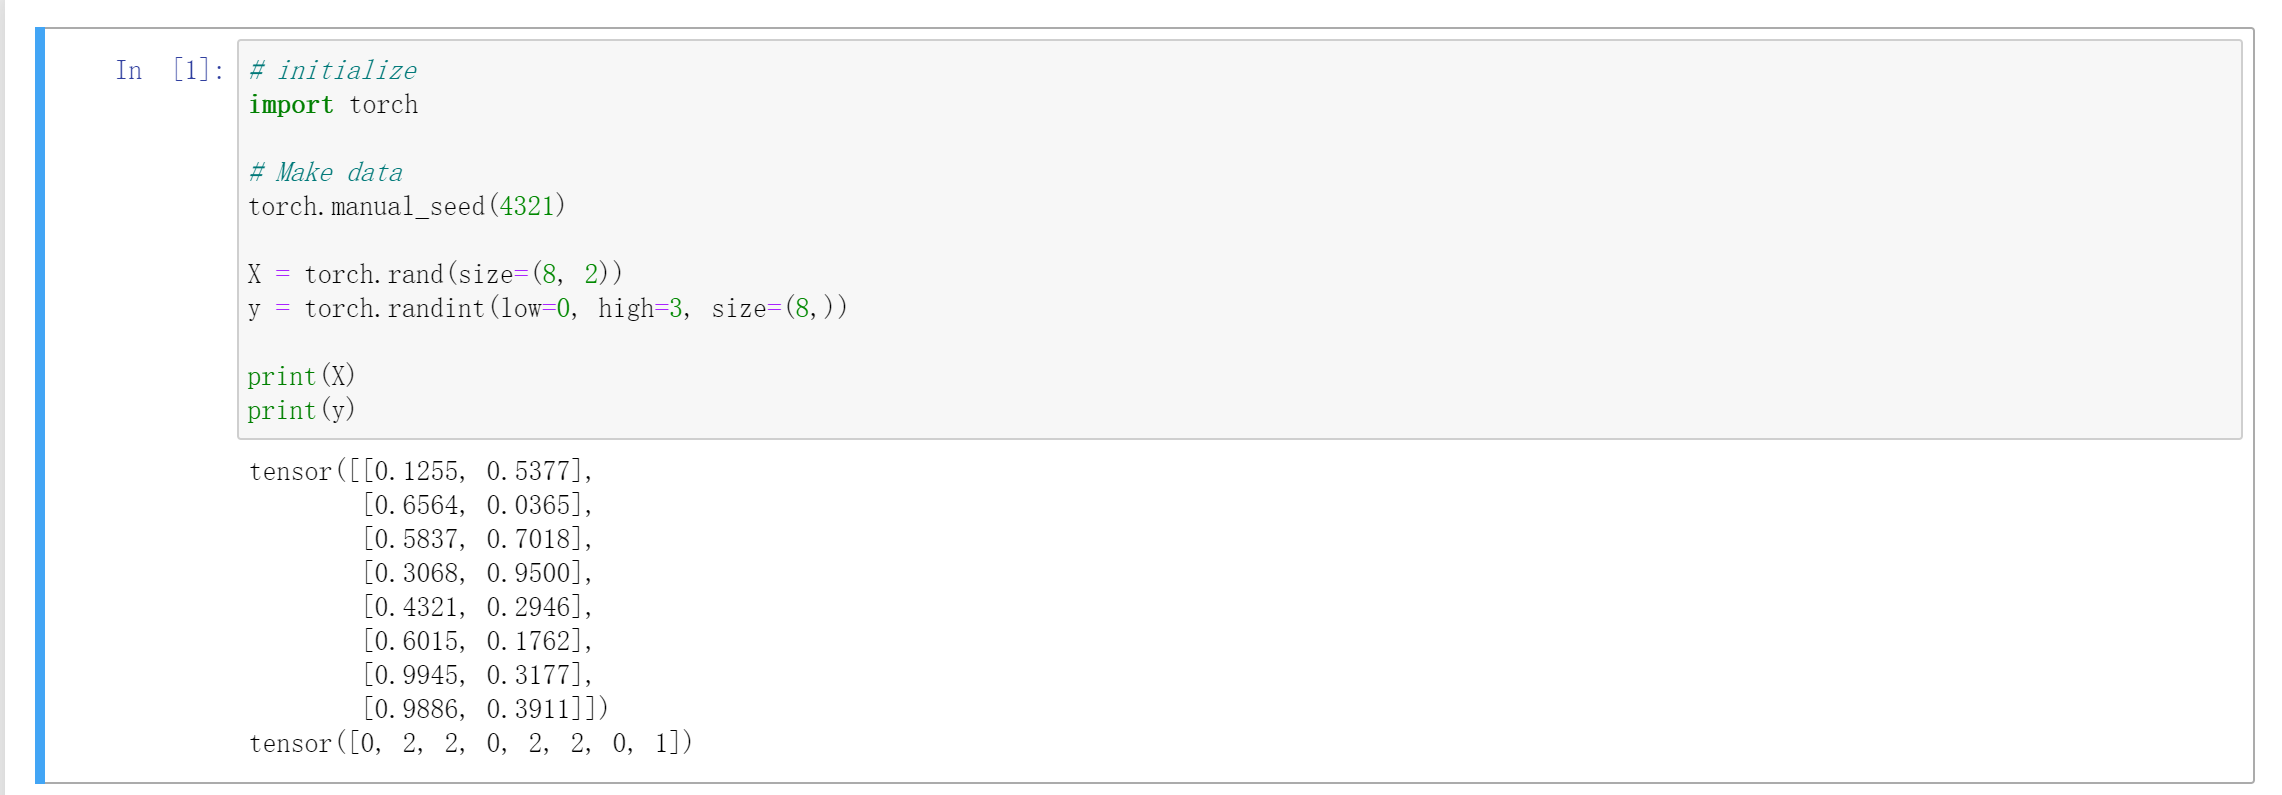 In [1]:
# initialize
import torch
# Make data
torch.manual_seed(4321)
X = torch.rand(size=(8, 2))
y = torch.randint(low=0, high=3, size=(8,))
print(X)
print(y)
tensor([[0.1255, 0.5377],
[0.6564, 0.0365],
[0.5837, 0.7018],
[0.3068, 0.9500],
[0.4321, 0.2946],
[0.6015, 0.1762],
[0.9945, 0.3177],
[0.9886, 0.3911]])
tensor([0, 2, 2, 0, 2, 2, 0, 1])